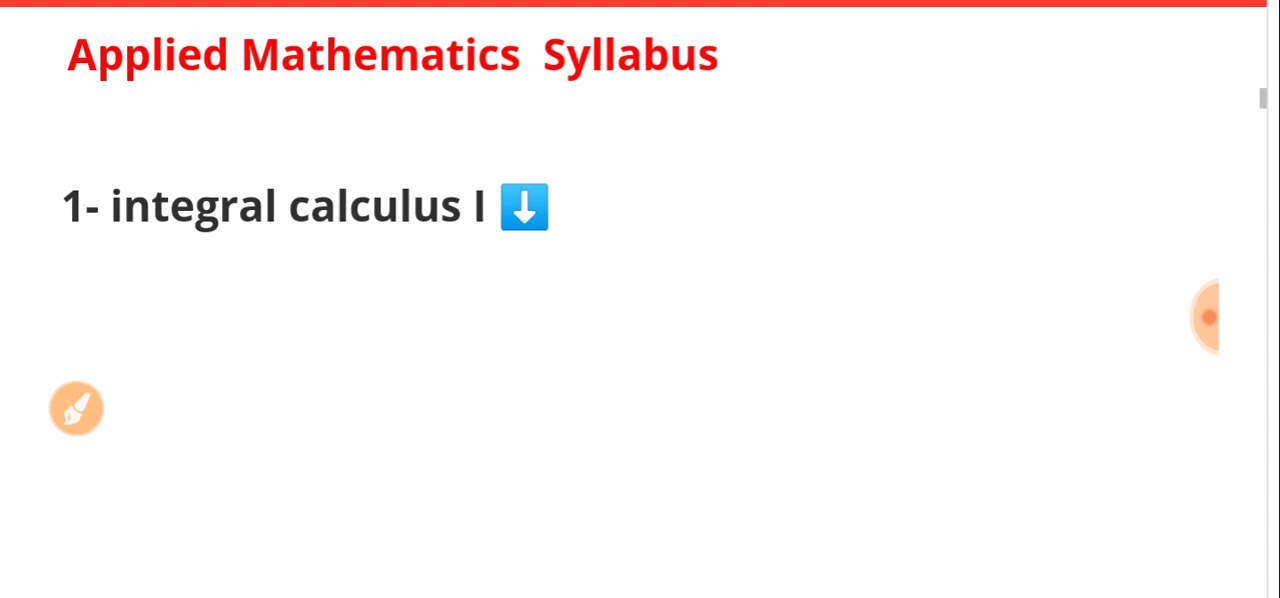 Applied Mathematics Syllabus
1- integral calculus I ⬇️